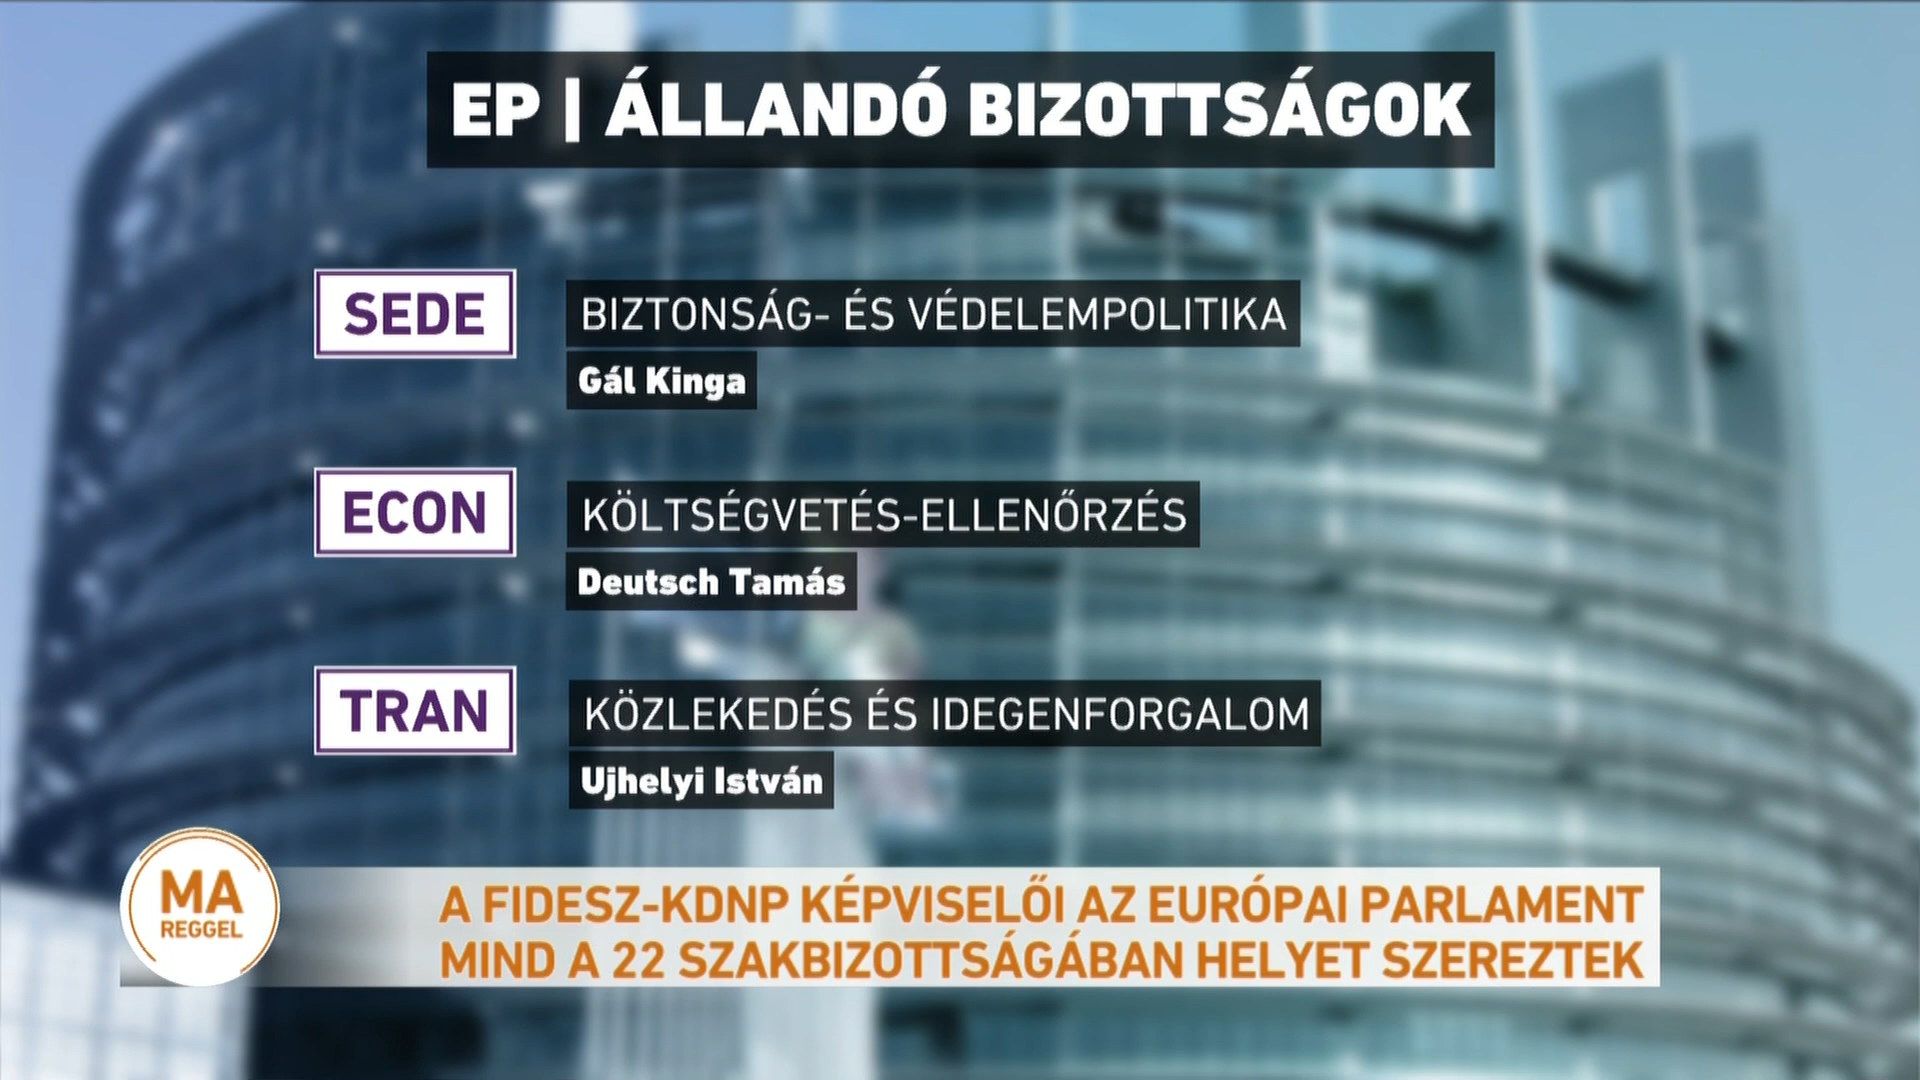 EP | ÁLLANDÓ BIZOTTSÁGOK
SEDE
BIZTONSÁG- ÉS VÉDELEMPOLITIKA
Gál Kinga
ECON
KÖLTSÉGVETÉS-ELLENŐRZÉS
Deutsch Tamás
TRAN
KÖZLEKEDÉS ÉS IDEGENFORGALOM
Ujhelyi István
MA
REGGEL
A FIDESZ-KDNP KÉPVISELŐI AZ EURÓPAI PARLAMENT
MIND A 22 SZAKBIZOTTSÁGÁBAN HELYET SZEREZTEK